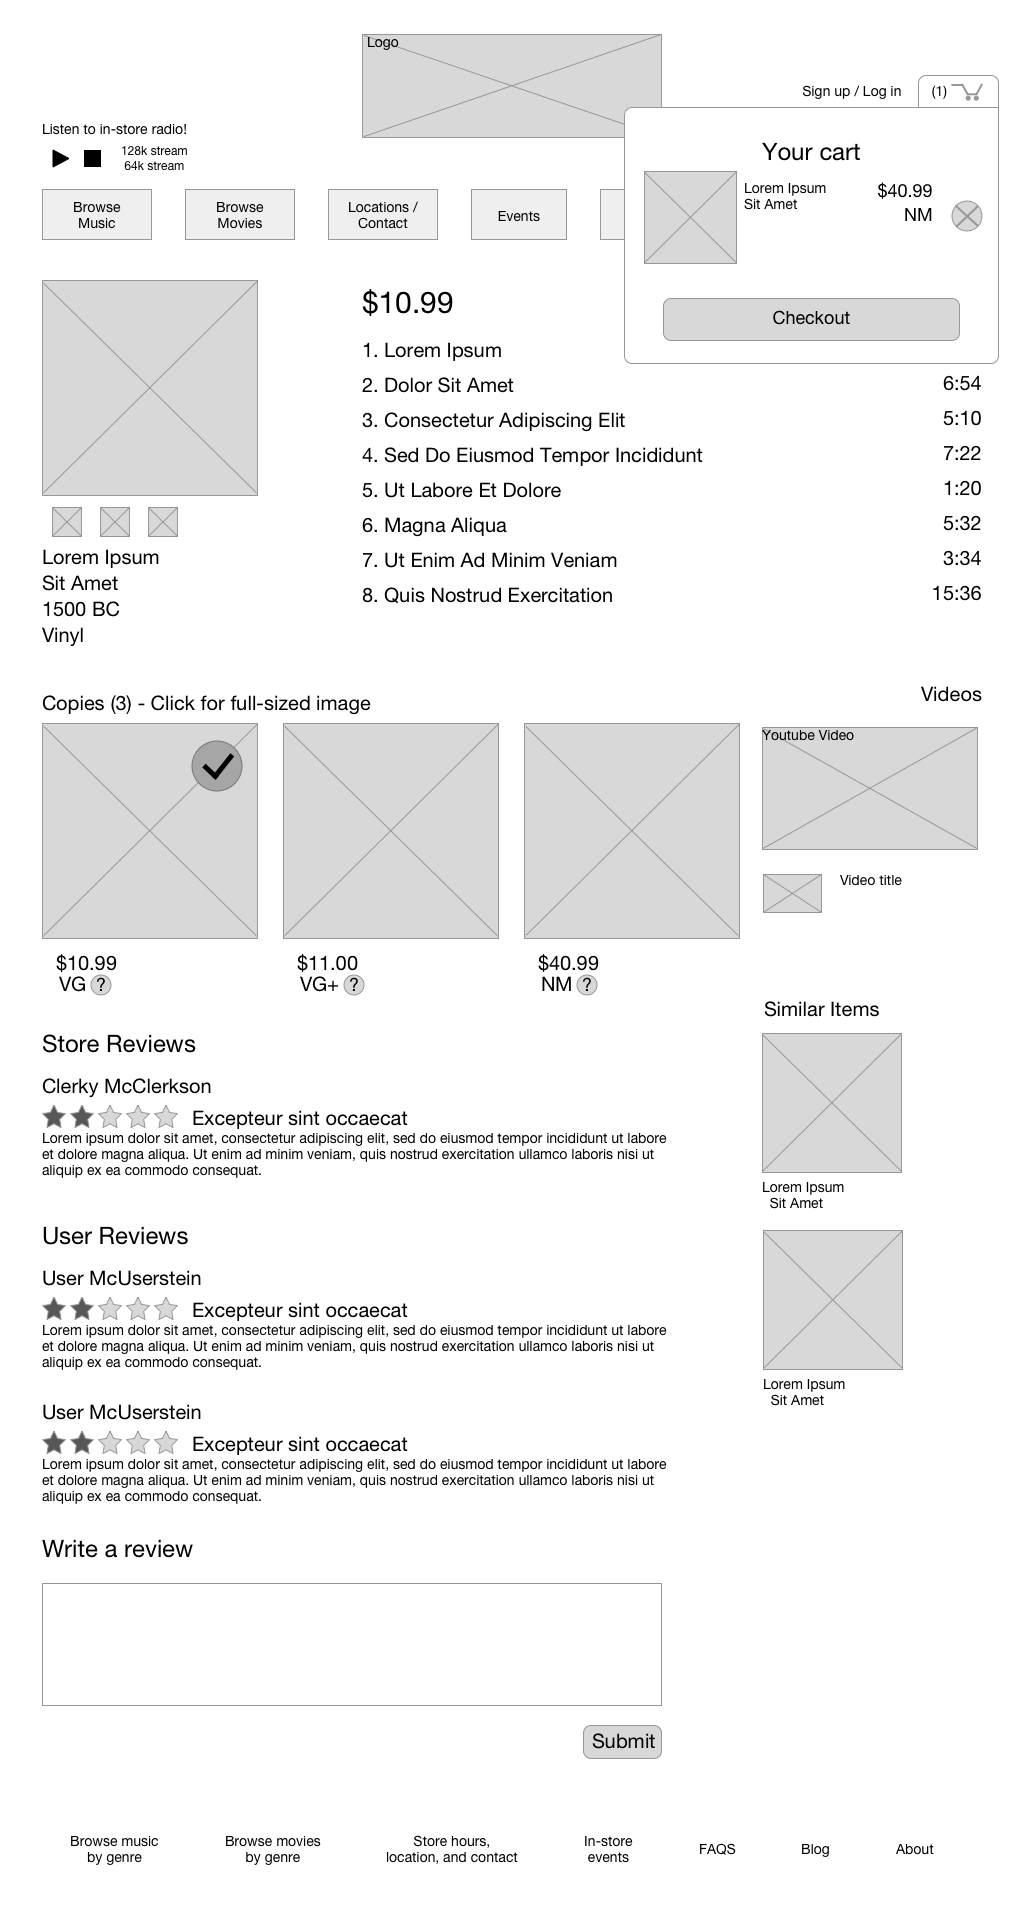 Logo
Sign up / Log in
(1)
Listen to in-store radio!
128k stream
64k stream
Your cart
Lorem Ipsum
Sit Amet
$40.99
NM
Checkout
Browse
Music
Browse
Movies
Locations /
Contact
Events
$10.99
1. Lorem Ipsum
2. Dolor Sit Amet
6:54
3. Consectetur Adipiscing Elit
5:10
4. Sed Do Eiusmod Tempor Incididunt
7:22
5. Ut Labore Et Dolore
1:20
6. Magna Aliqua
5:32
7. Ut Enim Ad Minim Veniam
3:34
8. Quis Nostrud Exercitation
15:36
Lorem Ipsum
Sit Amet
1500 BC
Vinyl
Copies (3) - Click for full-sized image
$10.99
VG ?
$11.00
VG+ ?
$40.99
NM ?
Videos
Youtube Video
Video title
Similar Items
Lorem Ipsum
Sit Amet
Lorem Ipsum
Sit Amet
Store Reviews
Clerky McClerkson
Excepteur sint occaecat
Lorem ipsum dolor sit amet, consectetur adipiscing elit, sed do eiusmod tempor incididunt ut labore
et dolore magna aliqua. Ut enim ad minim veniam, quis nostrud exercitation ullamco laboris nisi ut
aliquip ex ea commodo consequat.
User Reviews
User McUserstein
Excepteur sint occaecat
Lorem ipsum dolor sit amet, consectetur adipiscing elit, sed do eiusmod tempor incididunt ut labore
et dolore magna aliqua. Ut enim ad minim veniam, quis nostrud exercitation ullamco laboris nisi ut
aliquip ex ea commodo consequat.
User McUserstein
Excepteur sint occaecat
Lorem ipsum dolor sit amet, consectetur adipiscing elit, sed do eiusmod tempor incididunt ut labore
et dolore magna aliqua. Ut enim ad minim veniam, quis nostrud exercitation ullamco laboris nisi ut
aliquip ex ea commodo consequat.
Write a review
Submit
Browse music
by genre
Browse movies
by genre
Store hours,
location, and contact
In-store
events
FAQS
Blog
About